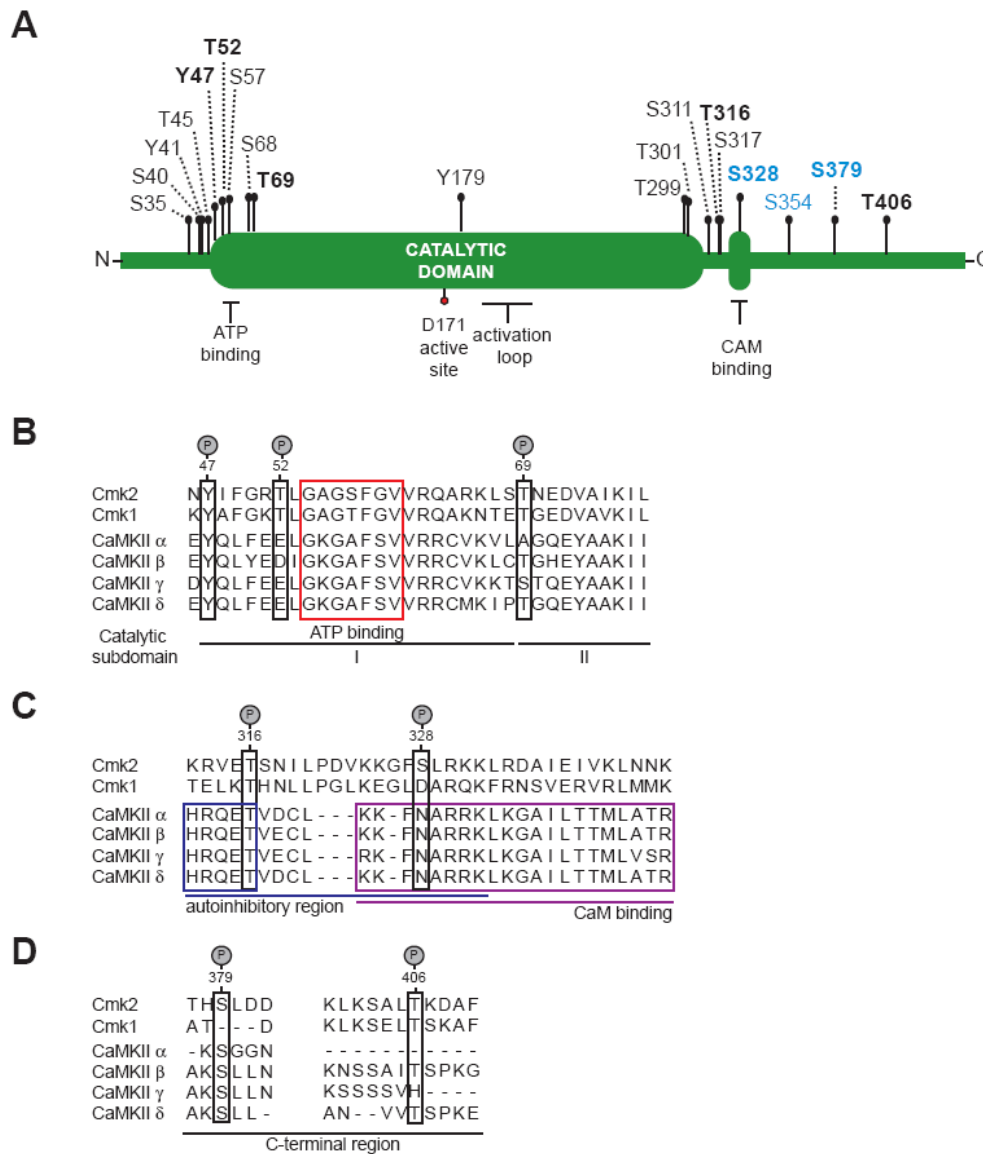 A
T52
Y47
S57
T45
S68
Y41
T69
S40
S35
Y179
S311
T316
S317
T301
T299
S328
S379
S354
T406
N
CATALYTIC
DOMAIN
ATP
binding
D171
active
site
activation
loop
CAM
binding
B
P P P
47 52 69
Cmk2 NYIFGRTLGAGSFGVVRQARKLSTNEDVAIKIL
Cmk1 KYAFGKTLGAGTFGVVRQAKNTETGEDVAVKIL
CaMKII α EYQLFEELGKGAFSVVRRCVKVLAGQEYAAKII
CaMKII β EYQLYEDIGKGAFSVVRRCVKLCTGHEYAAKII
CaMKII γ DYQLFEELGKGAFSVVRRCVKKTSTQEYAAKII
CaMKII δ EYQLFEELGKGAFSVVRRCMKIPTGQEYAAKII
Catalytic
subdomain
ATP binding
I II
C
P P
316 328
Cmk2 KRVETSNILPDVKKGFSLRKKLRDAIEIVKLNNK
Cmk1 TELKTHNLLPGLKEGLDARQKFRNSVERVRLMMK
CaMKII α HRQETVDCL---KK-FNARRKLKGAILTTMLATR
CaMKII β HRQETVECL---KK-FNARRKLKGAILTTMLATR
CaMKII γ HRQETVECL---RK-FNARRKLKGAILTTMLVSR
CaMKII δ HRQETVDCL---KK-FNARRKLKGAILTTMLATR
autoinhibitory region
CaM binding
D
P P
379 406
Cmk2 THSLDD KLKSALTKDAF
Cmk1 AT---D KLKSELTSKAF
CaMKII α -KSGGN -----------
CaMKII β AKSLLN KNSSAITSPKG
CaMKII γ AKSLLN KSSSSVH----
CaMKII δ AKSLL- AN--VVTSPKE
C-terminal region